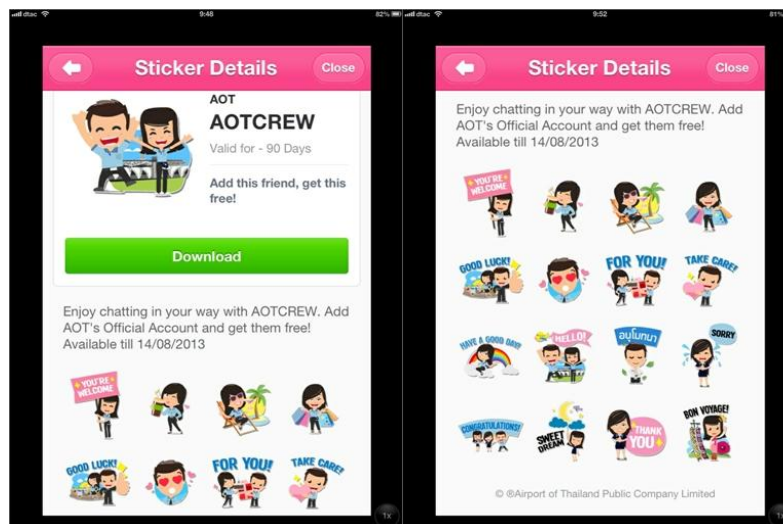 dtac 9:48 82%
Sticker Details Close
AOT
AOTCREW
Valid for - 90 Days
Add this friend, get this
free!
Download
Enjoy chatting in your way with AOTCREW. Add
AOT's Official Account and get them free!
Available till 14/08/2013
YOU'RE
WELCOME
GOOD LUCK!
FOR YOU!
TAKE CARE!
1x
dtac 9:52 81%
Sticker Details Close
Enjoy chatting in your way with AOTCREW. Add
AOT's Official Account and get them free!
Available till 14/08/2013
YOU'RE
WELCOME
GOOD LUCK!
FOR YOU!
TAKE CARE!
HAVE A GOOD DAY!
HELLO!
อนุโมทนา
SORRY
CONGRATULATIONS!
SWEET
DREAM
THANK
YOU
BON VOYAGE!
© ®Airport of Thailand Public Company Limited